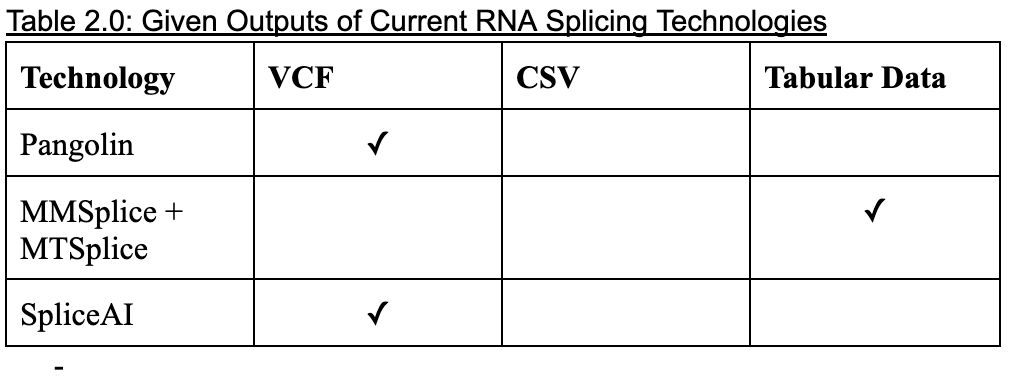 Table 2.0: Given Outputs of Current RNA Splicing Technologies
Technology VCF CSV Tabular Data
Pangolin ✓
MMSplice + ✓
MTSplice
SpliceAI ✓
-